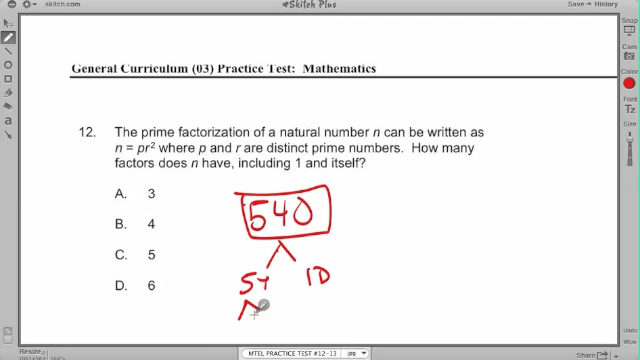 skitch.com
Skitch Plus
Save → History
General Curriculum (03) Practice Test: Mathematics
Snap
Cam
Color
Font
Tz
Size
12. The prime factorization of a natural number n can be written as
n = pr² where p and r are distinct prime numbers. How many
factors does n have, including 1 and itself?
A. 3
B. 4
C. 5
D. 6
540
54 10
Undo
Wipe
Resize
MTEL PRACTICE TEST #12-13 jpg